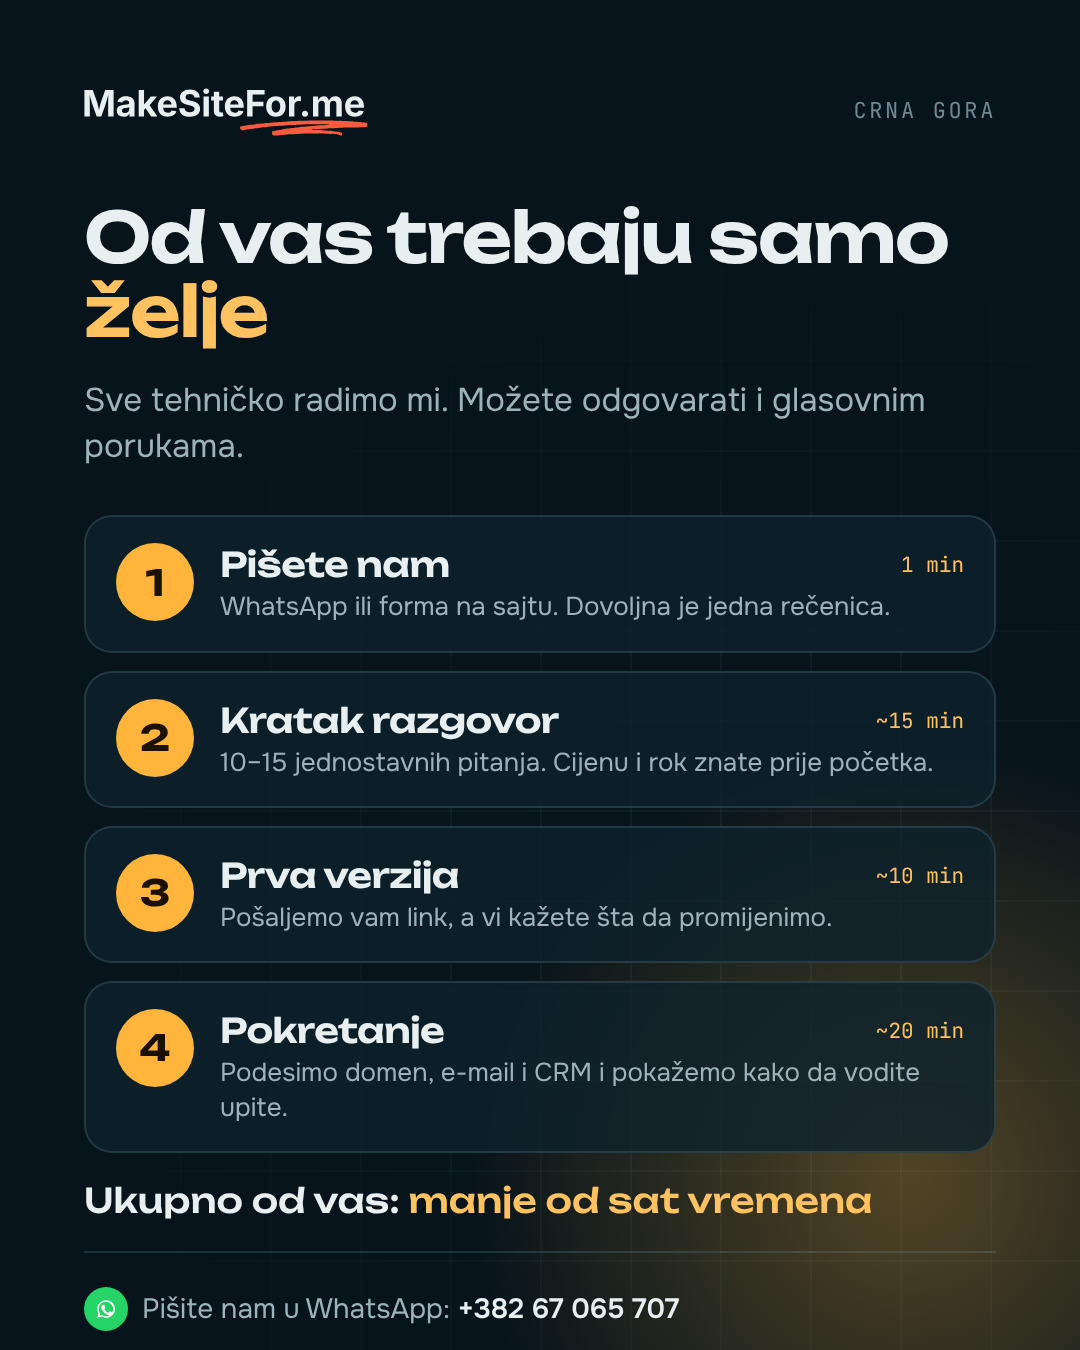 MakeSiteFor.me
CRNA GORA
Od vas trebaju samo
želje
Sve tehničko radimo mi. Možete odgovarati i glasovnim
porukama.
1
Pišete nam
1 min
WhatsApp ili forma na sajtu. Dovoljna je jedna rečenica.
2
Kratak razgovor
~15 min
10–15 jednostavnih pitanja. Cijenu i rok znate prije početka.
3
Prva verzija
~10 min
Pošaljemo vam link, a vi kažete šta da promijenimo.
4
Pokretanje
~20 min
Podesimo domen, e-mail i CRM i pokažemo kako da vodite
upite.
Ukupno od vas: manje od sat vremena
Pišite nam u WhatsApp: +382 67 065 707